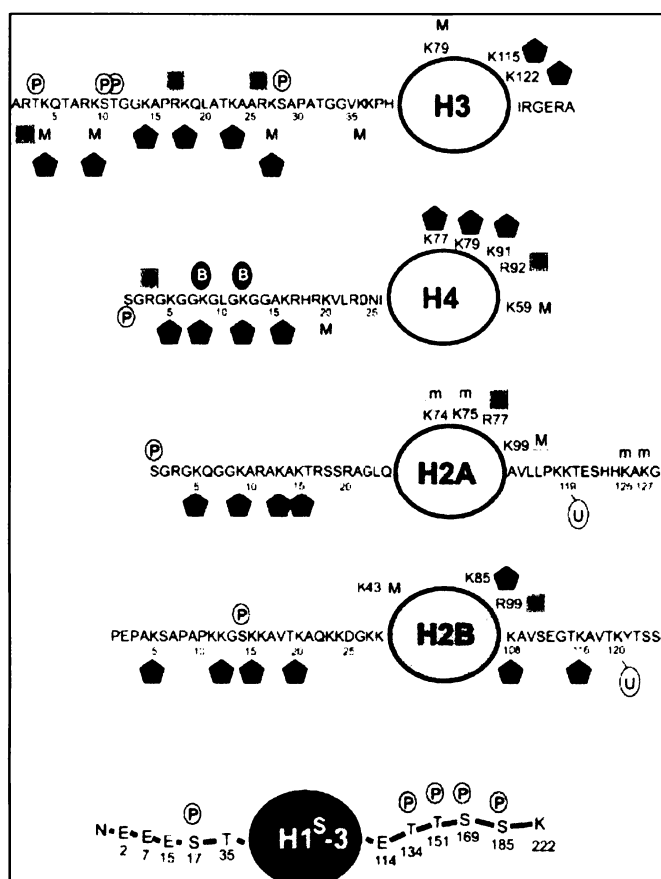 M
K79
K115
K122
P PP P
ARTKQTARKSTGGKAPRKQLATKAARKSAPATGGVKKPH H3 IRGERA
5 10 15 20 25 30 35
M M M M
K77 K79 K91
R92
B B
SGRGKGGKGLGKGGAKRHRKVLRDNI H4 K59 M
P 5 10 15 20 25
M
m m
K74 K75 R77
P K99 M
m m
SGRGKQGGKARAKAKTRSSRAGLQ H2A AVLLPKKTESHHKAKG
5 10 15 20 119 125 127
U
K43 M K85
R99
P
PEPAKSAPAPKKGSKKAVTKAQKKDGKK H2B KAVSEGTKAVTKYTSS
5 10 15 20 25 108 116 120
U
P P P P P
N E E E S T H1S-3 E T T S S K
2 7 15 17 35 114 134 151 169 185 222